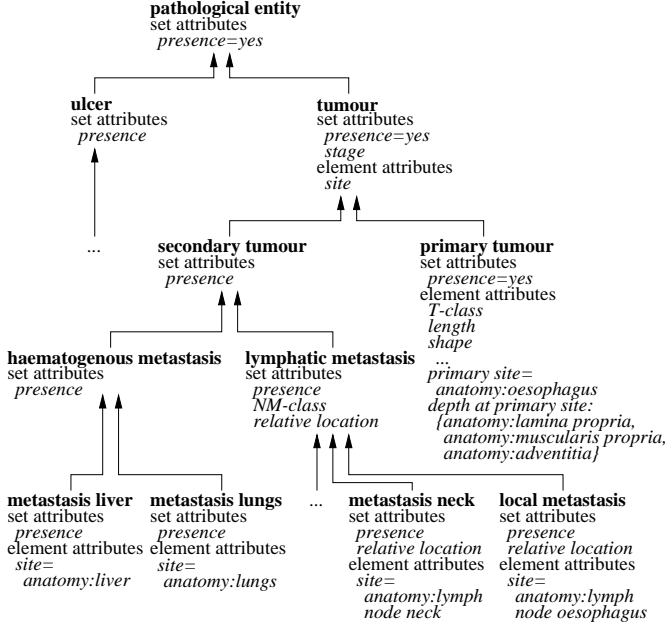 pathological entity
set attributes
presence=yes
ulcer
set attributes
presence
...
tumour
set attributes
presence=yes
stage
element attributes
site
secondary tumour
set attributes
presence
primary tumour
set attributes
presence=yes
element attributes
T-class
length
shape
...
primary site=
anatomy:oesophagus
depth at primary site:
{anatomy:lamina propria,
anatomy:muscularis propria,
anatomy:adventitia}
haematogenous metastasis
set attributes
presence
lymphatic metastasis
set attributes
presence
NM-class
relative location
metastasis liver
set attributes
presence
element attributes
site=
anatomy:liver
metastasis lungs
set attributes
presence
element attributes
site=
anatomy:lungs
...
metastasis neck
set attributes
presence
relative location
element attributes
site=
anatomy:lymph
node neck
local metastasis
set attributes
presence
relative location
element attributes
site=
anatomy:lymph
node oesophagus